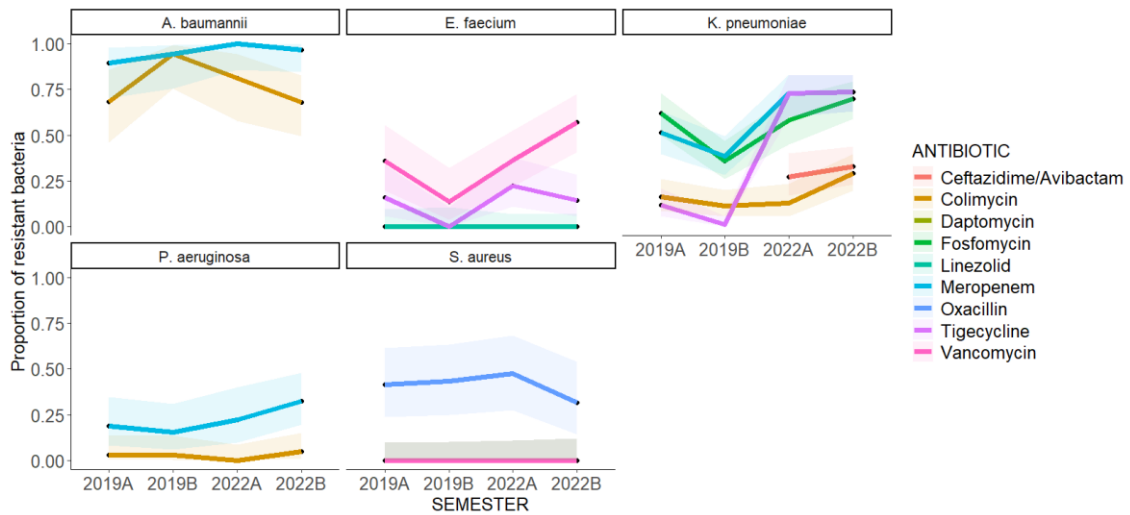 A. baumannii
E. faecium
K. pneumoniae
1.00
0.75
0.50
0.25
0.00
2019A 2019B 2022A 2022B
P. aeruginosa
S. aureus
1.00
0.75
0.50
0.25
0.00
2019A 2019B 2022A 2022B
2019A 2019B 2022A 2022B
SEMESTER
Proportion of resistant bacteria
ANTIBIOTIC
Ceftazidime/Avibactam
Colimycin
Daptomycin
Fosfomycin
Linezolid
Meropenem
Oxacillin
Tigecycline
Vancomycin